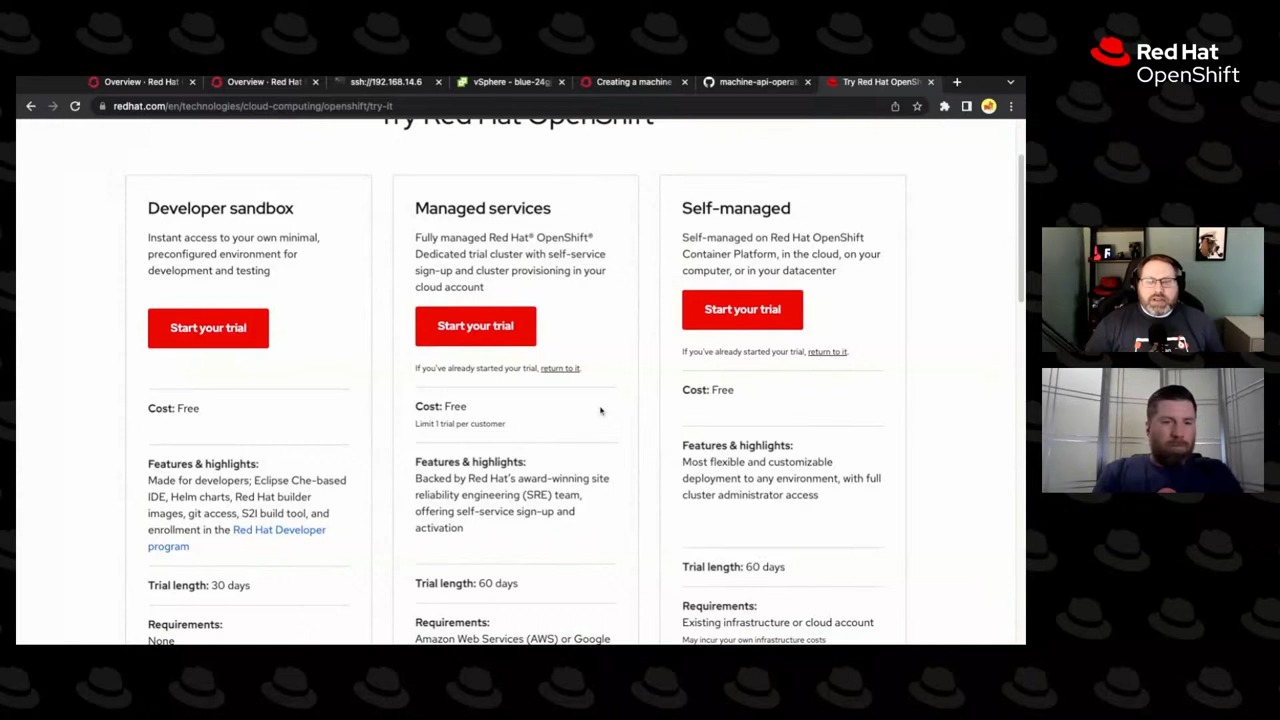 Red Hat
OpenShift
Overview · Red Hat
Overview · Red Hat
ssh://192.168.14.6
vSphere – blue-24g
Creating a machine
machine-api-operat
Try Red Hat OpenSh
redhat.com/en/technologies/cloud-computing/openshift/try-it
Try Red Hat OpenShift
Developer sandbox
Instant access to your own minimal,
preconfigured environment for
development and testing
Start your trial
Cost: Free
Features & highlights:
Made for developers; Eclipse Che-based
IDE, Helm charts, Red Hat builder
images, git access, S2I build tool, and
enrollment in the Red Hat Developer
program
Trial length: 30 days
Requirements:
None
Managed services
Fully managed Red Hat® OpenShift®
Dedicated trial cluster with self-service
sign-up and cluster provisioning in your
cloud account
Start your trial
If you've already started your trial, return to it.
Cost: Free
Limit 1 trial per customer
Features & highlights:
Backed by Red Hat's award-winning site
reliability engineering (SRE) team,
offering self-service sign-up and
activation
Trial length: 60 days
Requirements:
Amazon Web Services (AWS) or Google
Self-managed
Self-managed on Red Hat OpenShift
Container Platform, in the cloud, on your
computer, or in your datacenter
Start your trial
If you've already started your trial, return to it.
Cost: Free
Features & highlights:
Most flexible and customizable
deployment to any environment, with full
cluster administrator access
Trial length: 60 days
Requirements:
Existing infrastructure or cloud account
May incur your own infrastructure costs